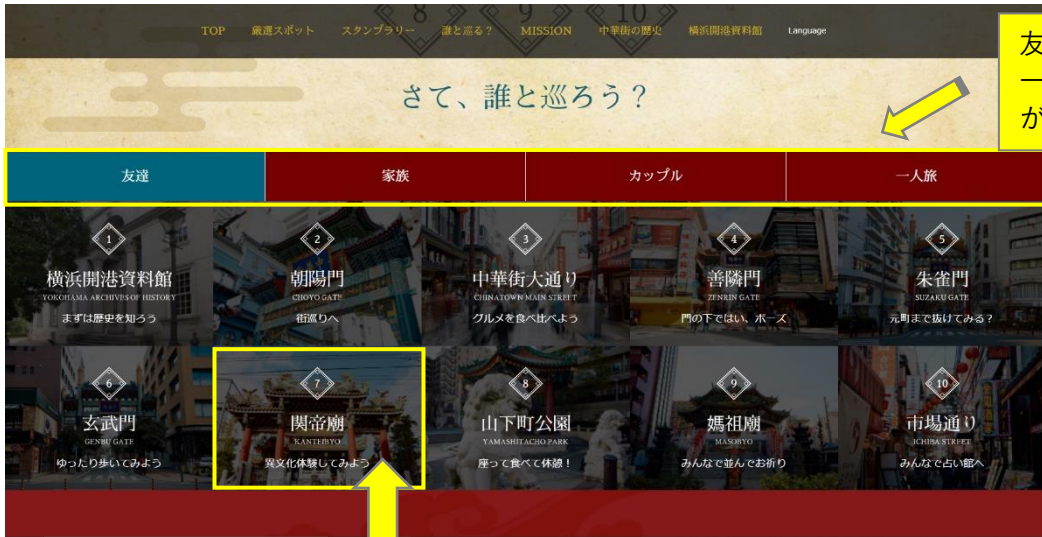 8 9 10
TOP 厳選スポット スタンプラリー 誰と巡る？ MISSION 中華街の歴史 横浜開港資料館 Language
友
一
が
さて、誰と巡ろう？
友達 家族 カップル 一人旅
1 2 3 4 5
横浜開港資料館 朝陽門 中華街大通り 善隣門 朱雀門
YOKOHAMA ARCHIVES OF HISTORY CHOYO GATE CHINATOWN MAIN STREET ZENRIN GATE SUZAKU GATE
まずは歴史を知ろう 街巡りへ グルメを食べ比べよう 門の下ではい、ポーズ 元町まで抜けてみる？
6 7 8 9 10
玄武門 関帝廟 山下町公園 媽祖廟 市場通り
GENBU GATE KANTEIBYO YAMASHITACHO PARK MASOBYO ICHIBA STREET
ゆったり歩いてみよう 異文化体験してみよう 座って食べて休憩！ みんなで並んでお祈り みんなで占い館へ